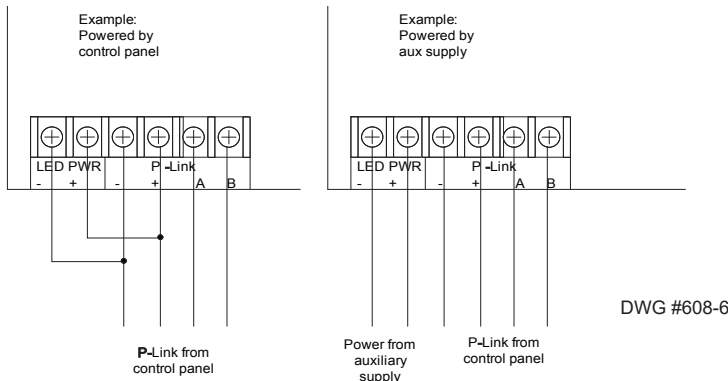 Example:
Powered by
control panel
LED PWR P -Link
- + - + A B
P-Link from
control panel
Example:
Powered by
aux supply
LED PWR P -Link
- + - + A B
Power from
auxiliary
supply
P-Link from
control panel
DWG #608-6